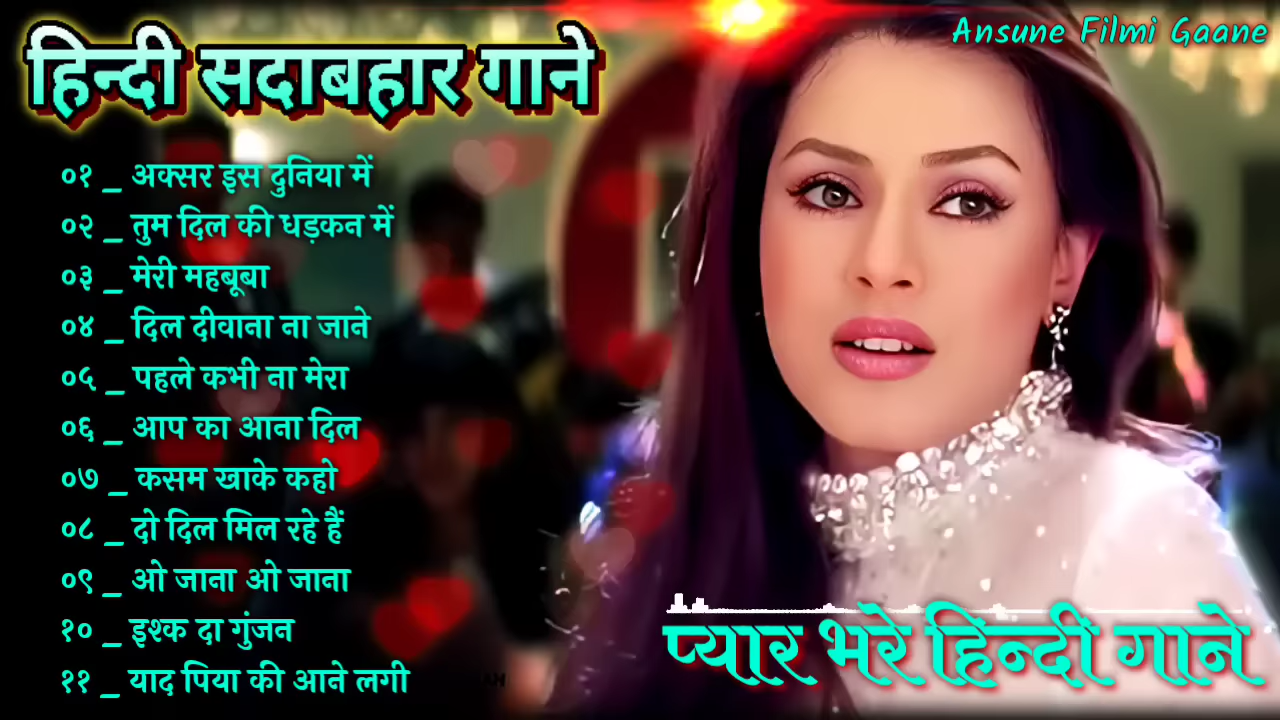 Ansune Filmi Gaane
हिन्दी सदाबहार गाने
०१ _ अक्सर इस दुनिया में
०२ _ तुम दिल की धड़कन में
०३ _ मेरी महबूबा
०४ _ दिल दीवाना ना जाने
०५ _ पहले कभी ना मेरा
०६ _ आप का आना दिल
०७ _ कसम खाके कहो
०८ _ दो दिल मिल रहे हैं
०९ _ ओ जाना ओ जाना
१० _ इश्क दा गुंजन
११ _ याद पिया की आने लगी
प्यार भरे हिन्दी गाने